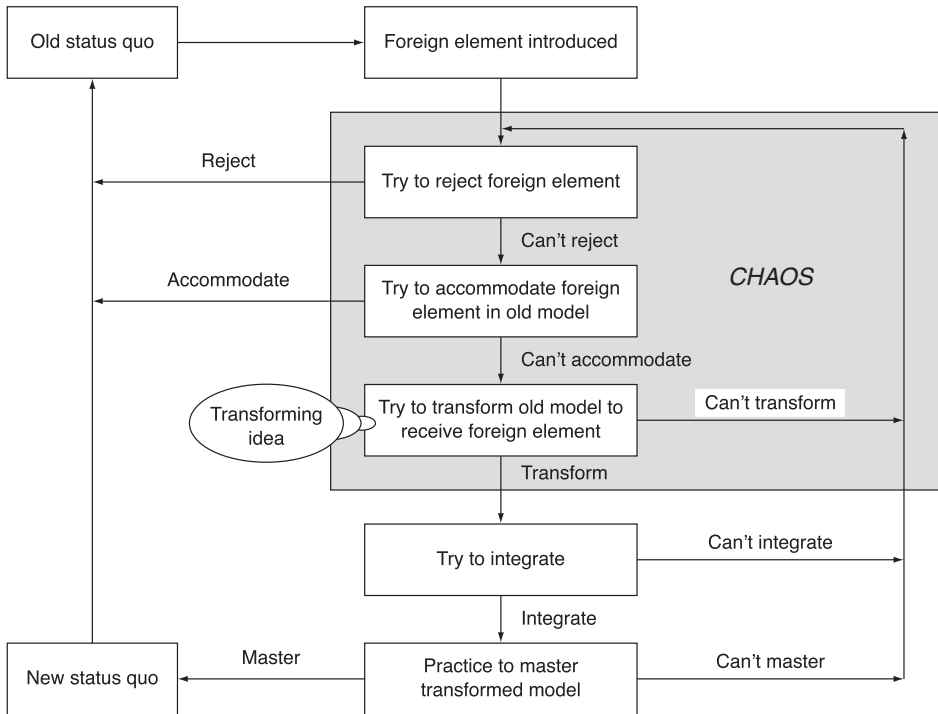 Old status quo
Foreign element introduced
Reject
Try to reject foreign element
Can't reject
CHAOS
Accommodate
Try to accommodate foreign
element in old model
Can't accommodate
Transforming
idea
Try to transform old model to
receive foreign element
Can't transform
Transform
Try to integrate
Can't integrate
Integrate
New status quo
Master
Practice to master
transformed model
Can't master